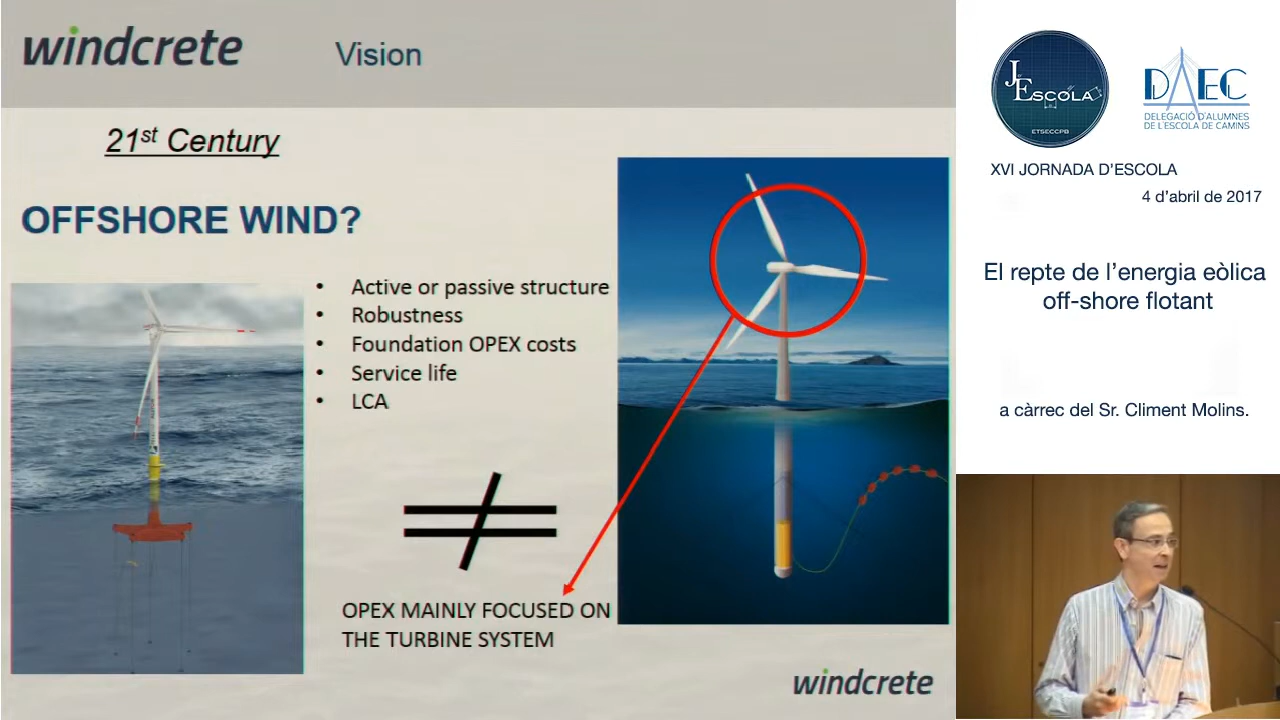 windcrete
Vision
21st Century
OFFSHORE WIND?
• Active or passive structure
• Robustness
• Foundation OPEX costs
• Service life
• LCA
OPEX MAINLY FOCUSED ON
THE TURBINE SYSTEM
windcrete
JESCOLA
ETSECCPB
DAEC
DELEGACIÓ D'ALUMNES
DE L'ESCOLA DE CAMINS
XVI JORNADA D'ESCOLA
4 d'abril de 2017
El repte de l'energia eòlica
off-shore flotant
a càrrec del Sr. Climent Molins.